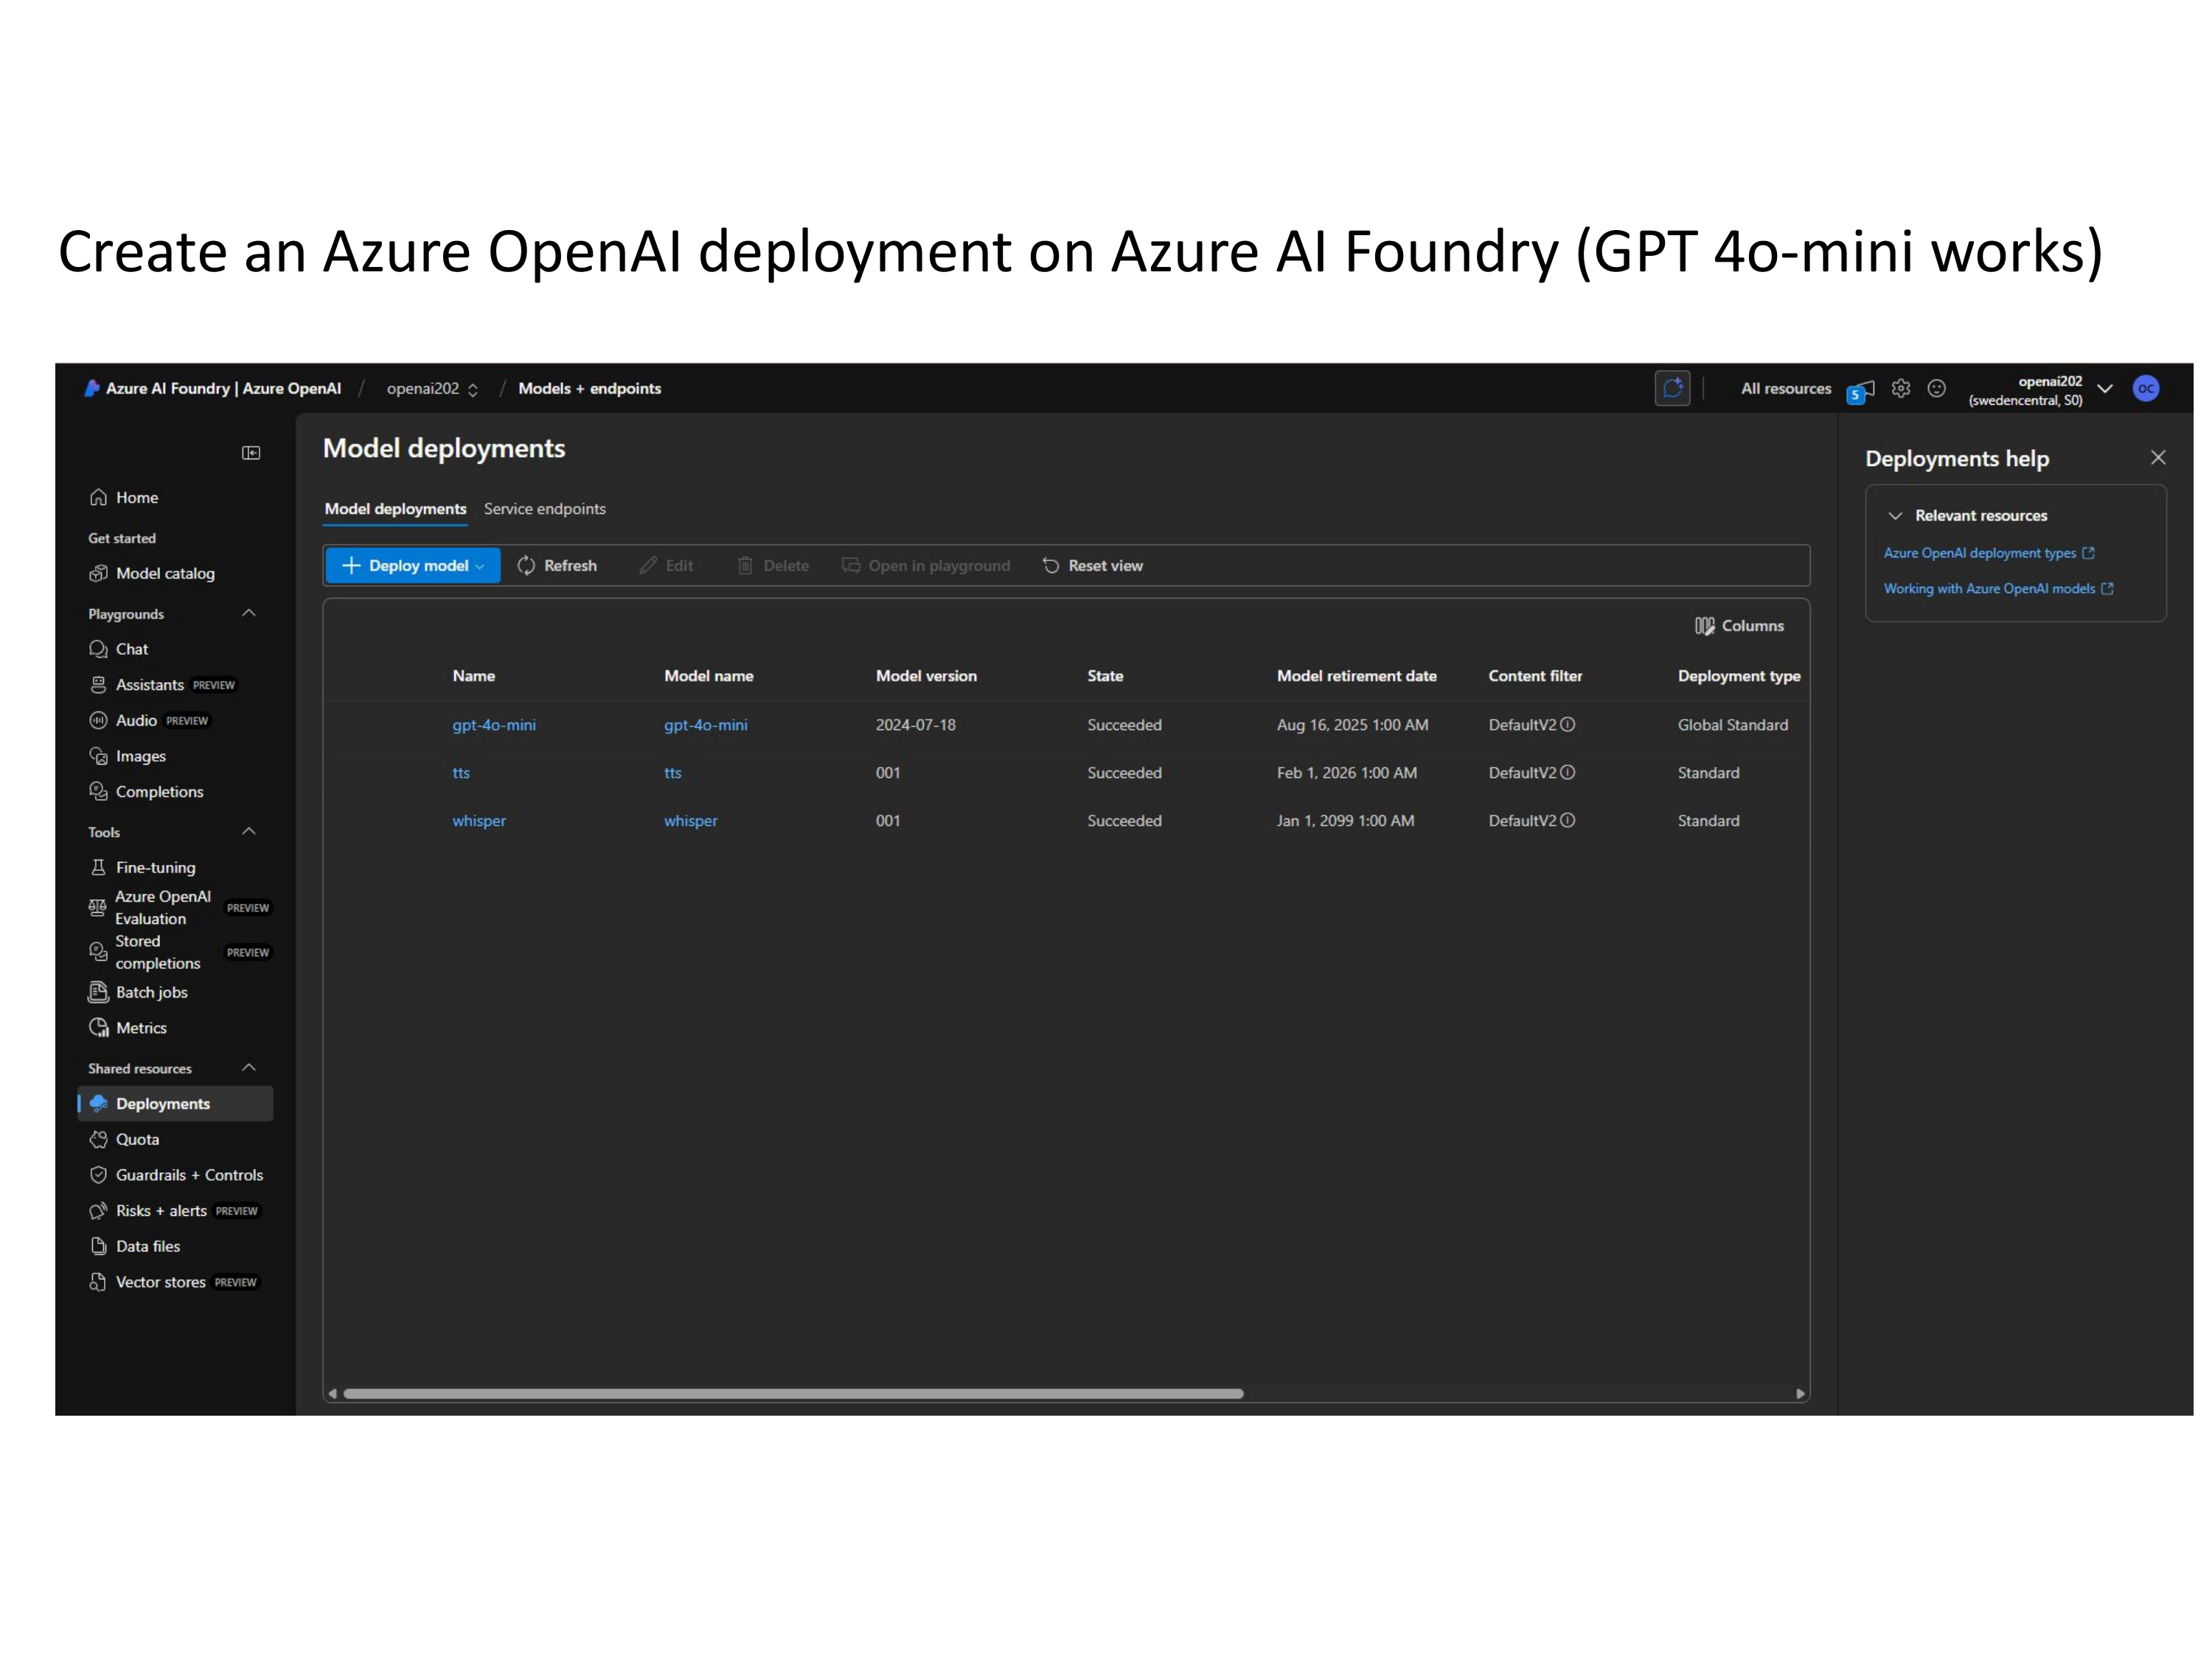 Create an Azure OpenAI deployment on Azure AI Foundry (GPT 4o-mini works)
Azure AI Foundry | Azure OpenAI / openai202 / Models + endpoints
All resources
5
openai202
(swedencentral, S0)
OC
Home
Get started
Model catalog
Playgrounds
Chat
Assistants PREVIEW
Audio PREVIEW
Images
Completions
Tools
Fine-tuning
Azure OpenAI
Evaluation PREVIEW
Stored
completions PREVIEW
Batch jobs
Metrics
Shared resources
Deployments
Quota
Guardrails + Controls
Risks + alerts PREVIEW
Data files
Vector stores PREVIEW
Model deployments
Model deployments Service endpoints
Deploy model Refresh Edit Delete Open in playground Reset view
Columns
Name Model name Model version State Model retirement date Content filter Deployment type
gpt-4o-mini gpt-4o-mini 2024-07-18 Succeeded Aug 16, 2025 1:00 AM DefaultV2 Global Standard
tts tts 001 Succeeded Feb 1, 2026 1:00 AM DefaultV2 Standard
whisper whisper 001 Succeeded Jan 1, 2099 1:00 AM DefaultV2 Standard
Deployments help
Relevant resources
Azure OpenAI deployment types
Working with Azure OpenAI models